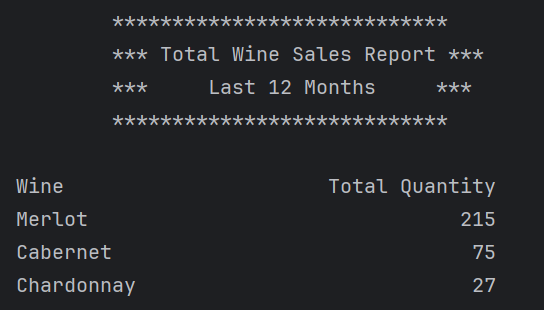 ****************************
*** Total Wine Sales Report ***
***     Last 12 Months     ***
****************************
Wine                      Total Quantity
Merlot                               215
Cabernet                              75
Chardonnay                            27